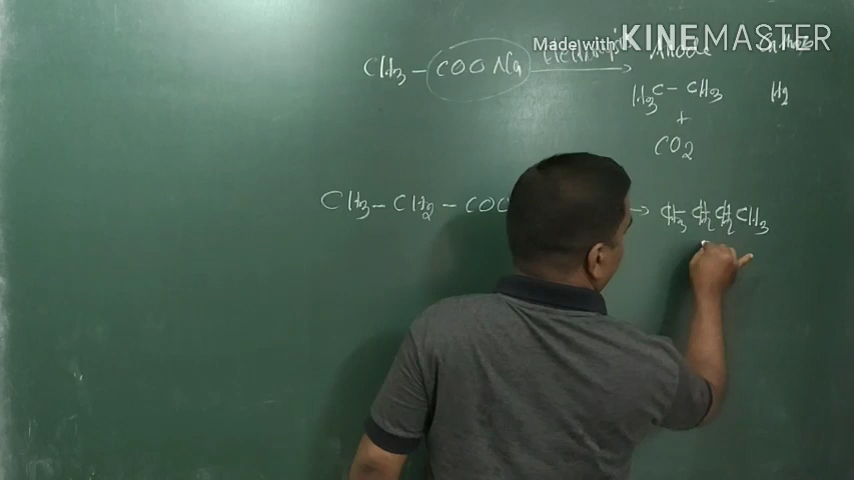 Made with KINEMASTER
CH3 - COONa Electrolysis → Anode Cathode
H3C - CH3 H2
+
CO2
CH3 - CH2 - COO → CH3 CH2 CH2 CH3